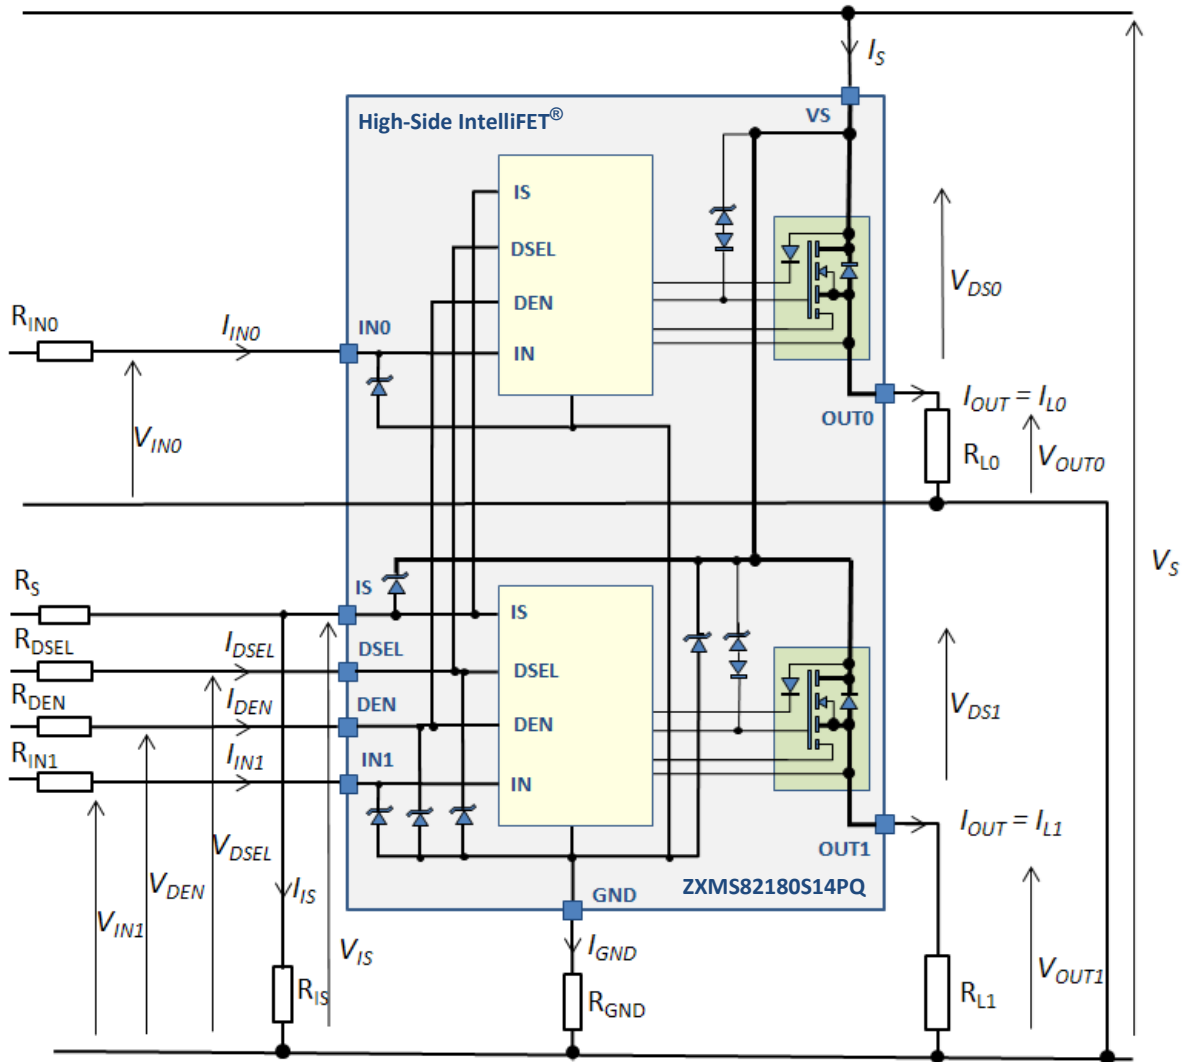 I_S
High-Side IntelliFET®
VS
IS
DSEL
DEN
IN
V_DS0
R_IN0
I_IN0
IN0
V_IN0
OUT0
I_OUT = I_L0
R_L0
V_OUT0
V_S
R_S
IS
IS
R_DSEL
I_DSEL
DSEL
DSEL
R_DEN
I_DEN
DEN
DEN
V_DS1
R_IN1
I_IN1
IN1
IN
OUT1
I_OUT = I_L1
V_DSEL
V_DEN
V_IN1
I_IS
V_IS
ZXMS82180S14PQ
GND
I_GND
R_IS
R_GND
R_L1
V_OUT1